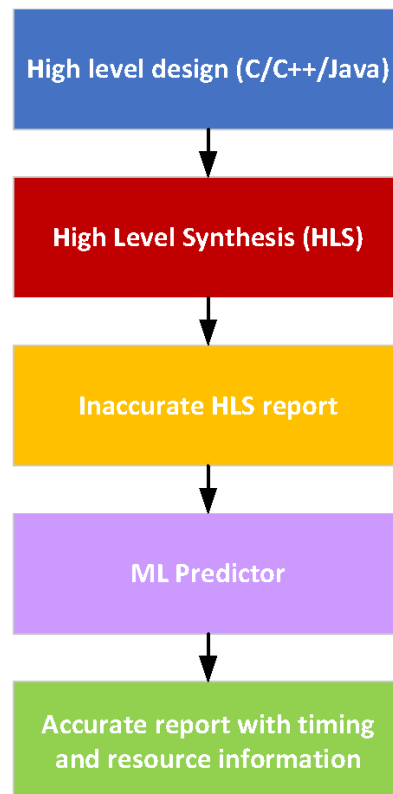 High level design (C/C++/Java)
High Level Synthesis (HLS)
Inaccurate HLS report
ML Predictor
Accurate report with timing
and resource information